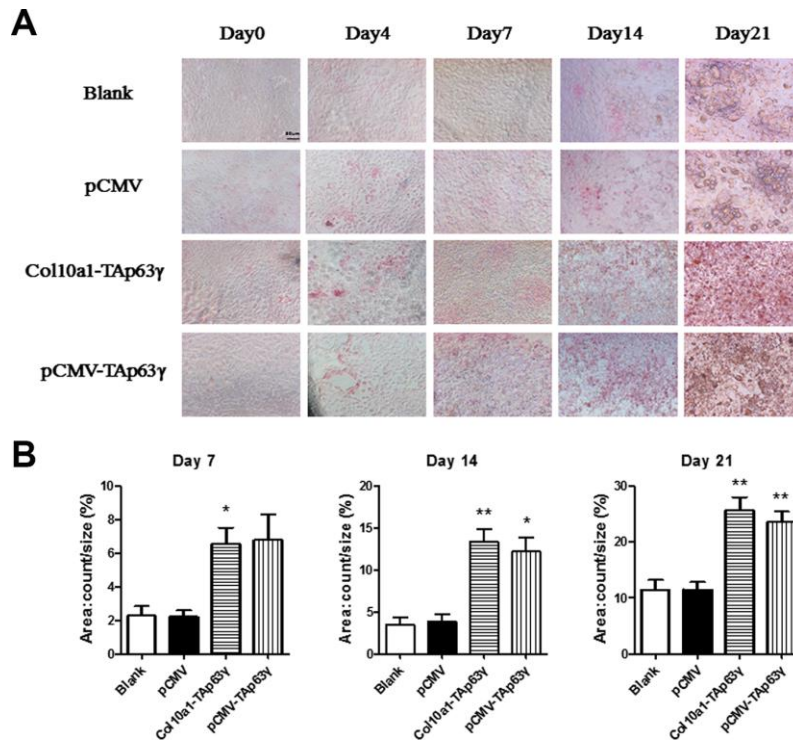 A
Day0 Day4 Day7 Day14 Day21
Blank
pCMV
Col10a1-TAp63γ
pCMV-TAp63γ
B
Day 7
Area:count/size (%)
10
8
6
4
2
0
*
Blank
pCMV
Col10a1-TAp63γ
pCMV-TAp63γ
Day 14
Area:count/size (%)
20
15
10
5
0
**
*
Blank
pCMV
Col10a1-TAp63γ
pCMV-TAp63γ
Day 21
Area:count/size (%)
30
20
10
0
**
**
Blank
pCMV
Col10a1-TAp63γ
pCMV-TAp63γ